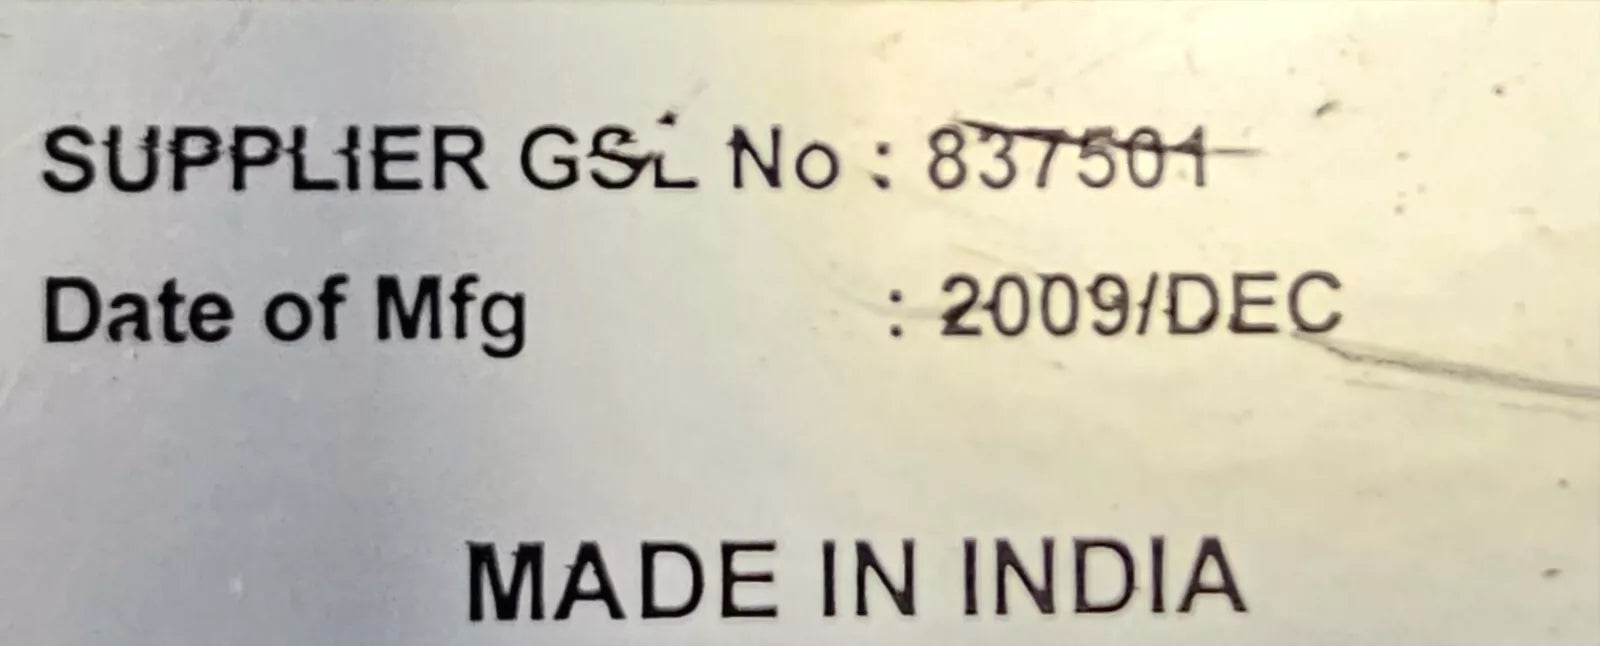 SUPPLIER GSL No : 837501
Date of Mfg : 2009/DEC
MADE IN INDIA